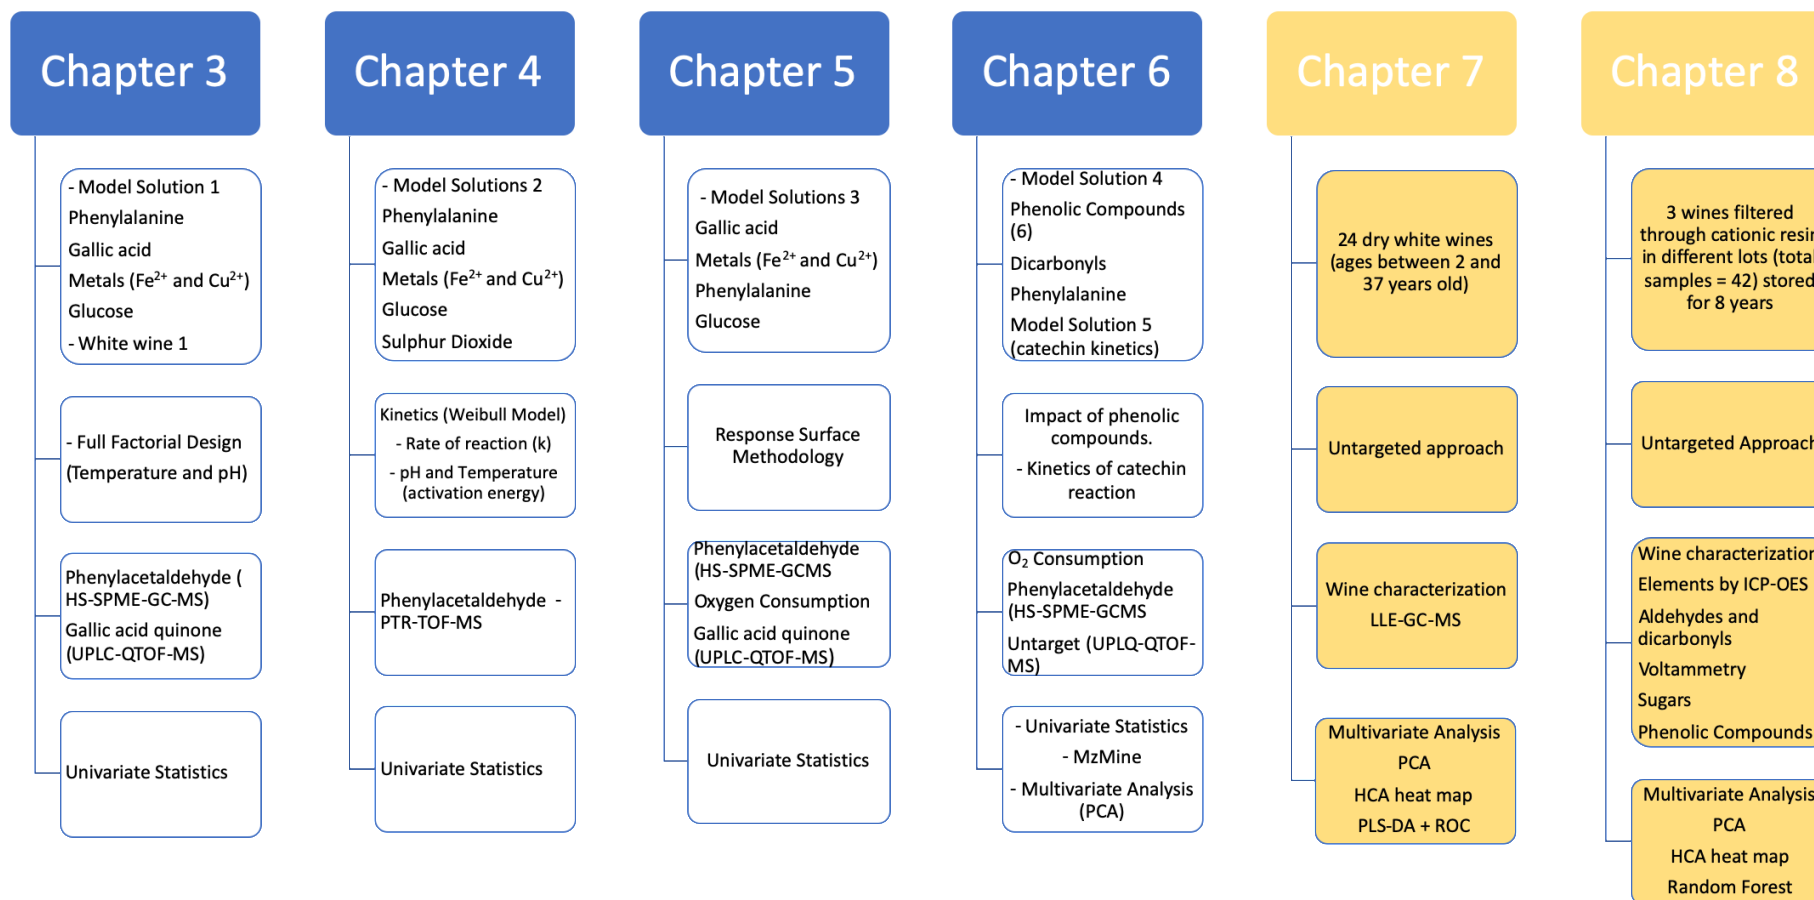 Chapter 3
- Model Solution 1
Phenylalanine
Gallic acid
Metals (Fe²⁺ and Cu²⁺)
Glucose
- White wine 1
- Full Factorial Design
(Temperature and pH)
Phenylacetaldehyde (
HS-SPME-GC-MS)
Gallic acid quinone
(UPLC-QTOF-MS)
Univariate Statistics
Chapter 4
- Model Solutions 2
Phenylalanine
Gallic acid
Metals (Fe²⁺ and Cu²⁺)
Glucose
Sulphur Dioxide
Kinetics (Weibull Model)
- Rate of reaction (k)
- pH and Temperature
(activation energy)
Phenylacetaldehyde -
PTR-TOF-MS
Univariate Statistics
Chapter 5
- Model Solutions 3
Gallic acid
Metals (Fe²⁺ and Cu²⁺)
Phenylalanine
Glucose
Response Surface
Methodology
Phenylacetaldehyde
(HS-SPME-GCMS
Oxygen Consumption
Gallic acid quinone
(UPLC-QTOF-MS)
Univariate Statistics
Chapter 6
- Model Solution 4
Phenolic Compounds
(6)
Dicarbonyls
Phenylalanine
Model Solution 5
(catechin kinetics)
Impact of phenolic
compounds.
- Kinetics of catechin
reaction
O₂ Consumption
Phenylacetaldehyde
(HS-SPME-GCMS
Untarget (UPLQ-QTOF-
MS)
- Univariate Statistics
- MzMine
- Multivariate Analysis
(PCA)
Chapter 7
24 dry white wines
(ages between 2 and
37 years old)
Untargeted approach
Wine characterization
LLE-GC-MS
Multivariate Analysis
PCA
HCA heat map
PLS-DA + ROC
Chapter 8
3 wines filtered
through cationic resin
in different lots (total
samples = 42) stored
for 8 years
Untargeted Approach
Wine characterization
Elements by ICP-OES
Aldehydes and
dicarbonyls
Voltammetry
Sugars
Phenolic Compounds
Multivariate Analysis
PCA
HCA heat map
Random Forest